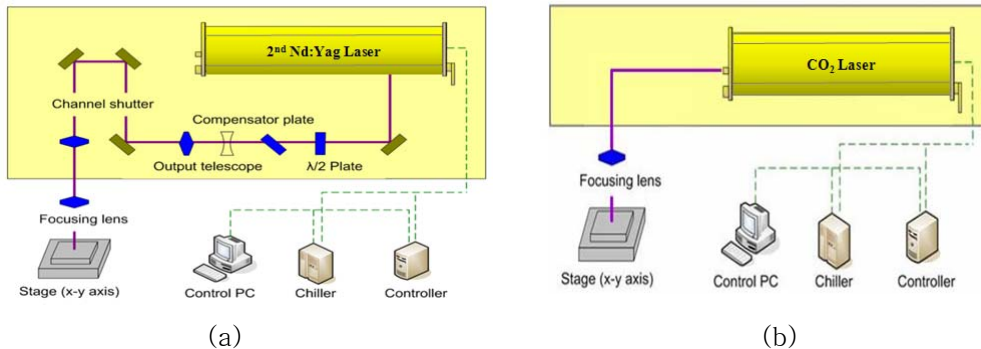 2nd Nd:Yag Laser
Channel shutter
Compensator plate
Output telescope
λ/2 Plate
Focusing lens
Stage (x-y axis)
Control PC
Chiller
Controller
(a)
CO2 Laser
Focusing lens
Stage (x-y axis)
Control PC
Chiller
Controller
(b)